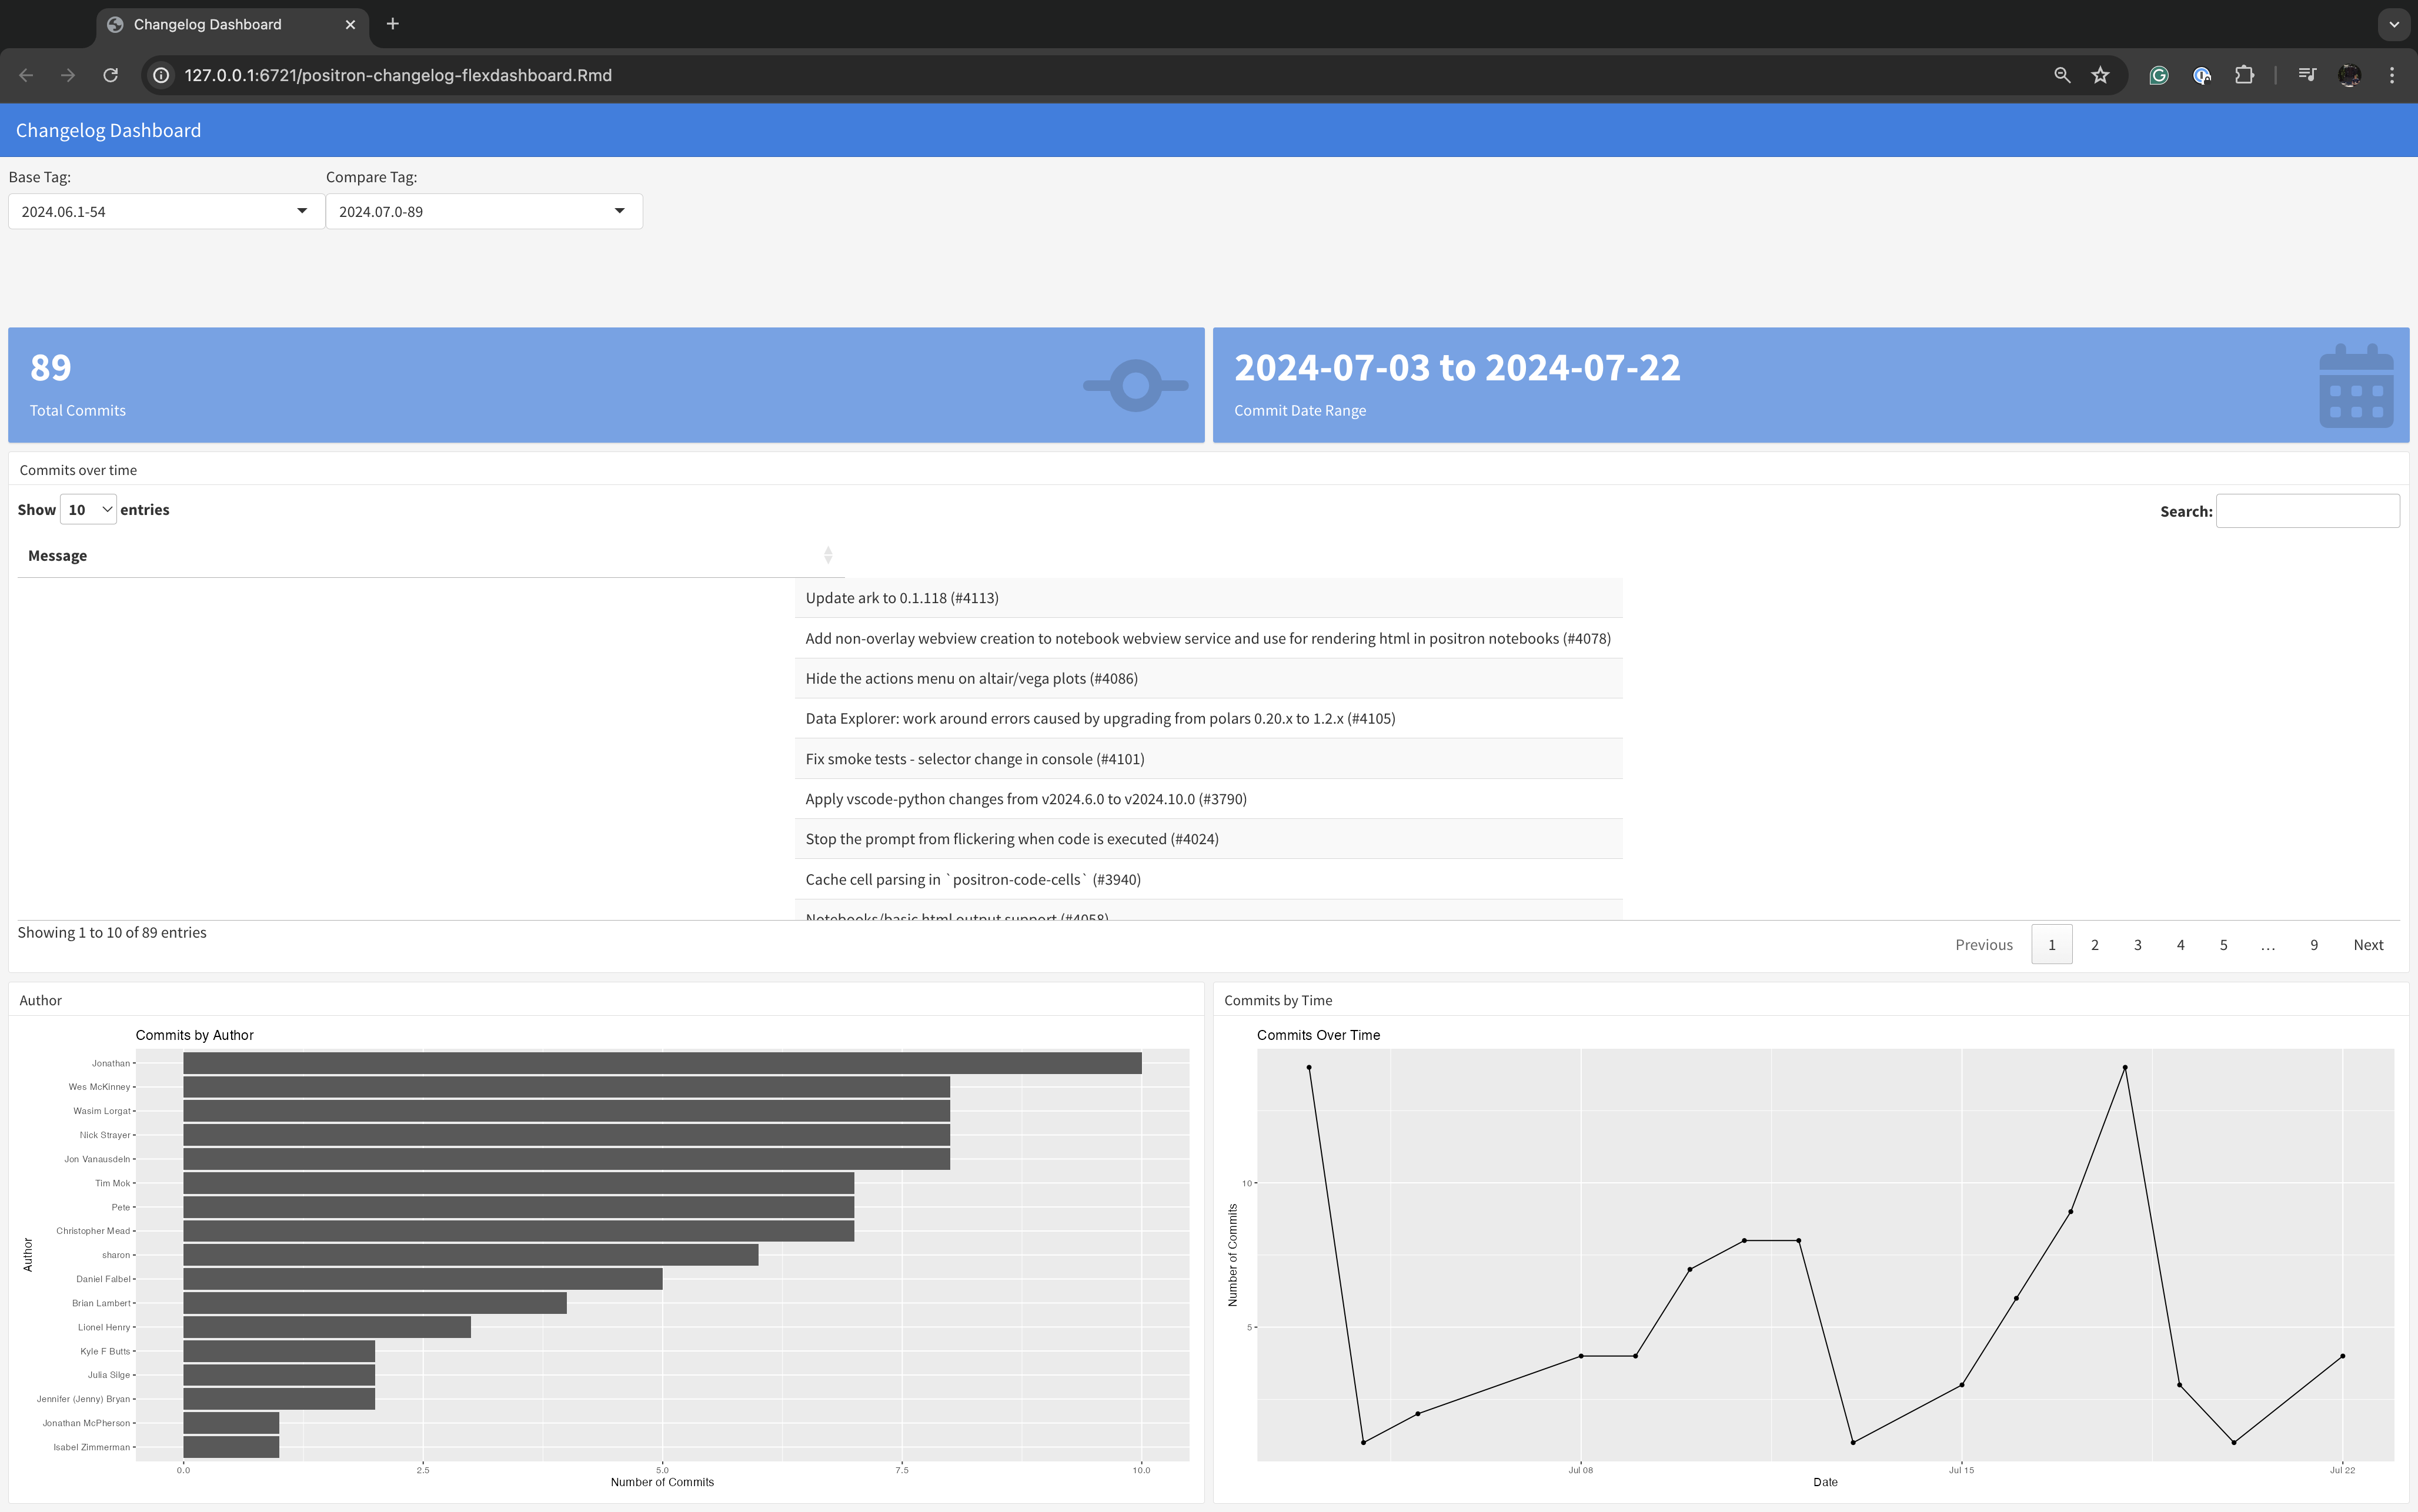 Changelog Dashboard
127.0.0.1:6721/positron-changelog-flexdashboard.Rmd
Changelog Dashboard
Base Tag: Compare Tag:
2024.06.1-54 2024.07.0-89
89 2024-07-03 to 2024-07-22
Total Commits Commit Date Range
Commits over time
Show 10 entries Search:
Message
Update ark to 0.1.118 (#4113)
Add non-overlay webview creation to notebook webview service and use for rendering html in positron notebooks (#4078)
Hide the actions menu on altair/vega plots (#4086)
Data Explorer: work around errors caused by upgrading from polars 0.20.x to 1.2.x (#4105)
Fix smoke tests - selector change in console (#4101)
Apply vscode-python changes from v2024.6.0 to v2024.10.0 (#3790)
Stop the prompt from flickering when code is executed (#4024)
Cache cell parsing in `positron-code-cells` (#3940)
Notebooks/basic html output support (#4058)
Showing 1 to 10 of 89 entries Previous 1 2 3 4 5 … 9 Next
Author
Commits by Author
Jonathan
Wes McKinney
Wasim Lorgat
Nick Strayer
Jon Vanausdeln
Tim Mok
Pete
Christopher Mead
sharon
Daniel Falbel
Brian Lambert
Lionel Henry
Kyle F Butts
Julia Silge
Jennifer (Jenny) Bryan
Jonathan McPherson
Isabel Zimmerman
Author
0.0 2.5 5.0 7.5 10.0
Number of Commits
Commits by Time
Commits Over Time
10
5
Number of Commits
Jul 08 Jul 15 Jul 22
Date